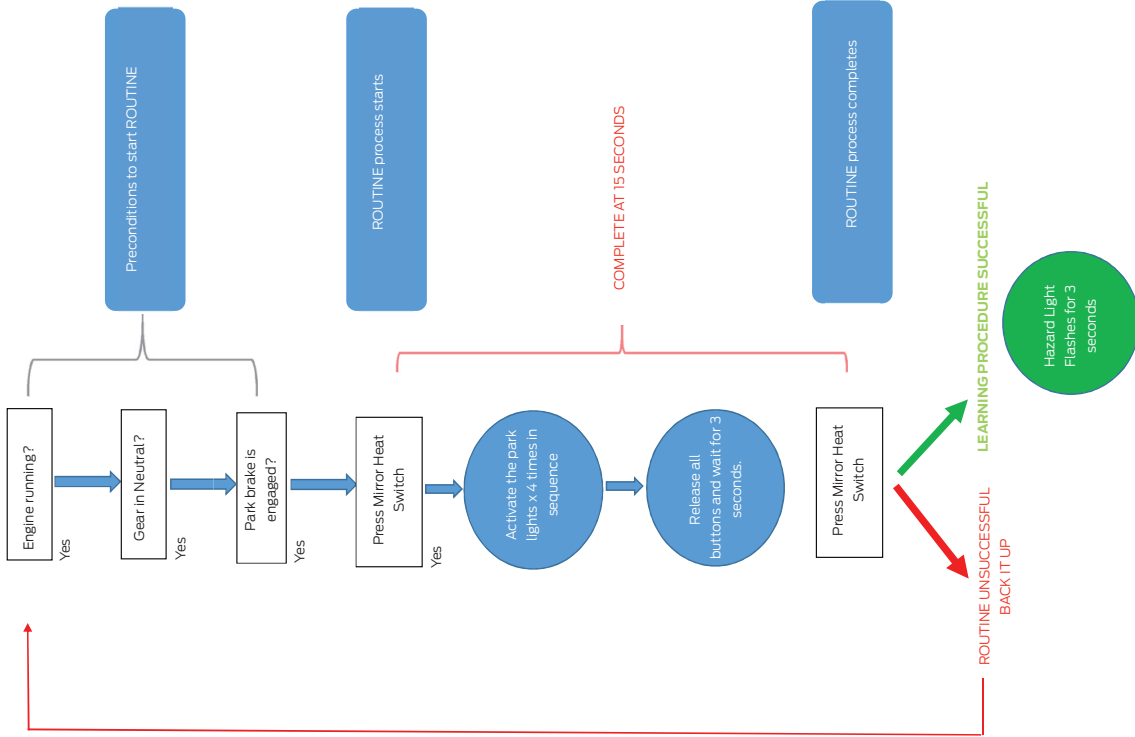 Engine running?
Yes
Gear in Neutral?
Yes
Park brake is
engaged?
Yes
Preconditions to start ROUTINE
Press Mirror Heat
Switch
Yes
ROUTINE process starts
Activate the park
lights x 4 times in
sequence
Release all
buttons and wait for 3
seconds.
COMPLETE AT 15 SECONDS
Press Mirror Heat
Switch
ROUTINE process completes
ROUTINE UNSUCCESSFUL
BACK IT UP
LEARNING PROCEDURE SUCCESSFUL
Hazard Light
Flashes for 3
seconds